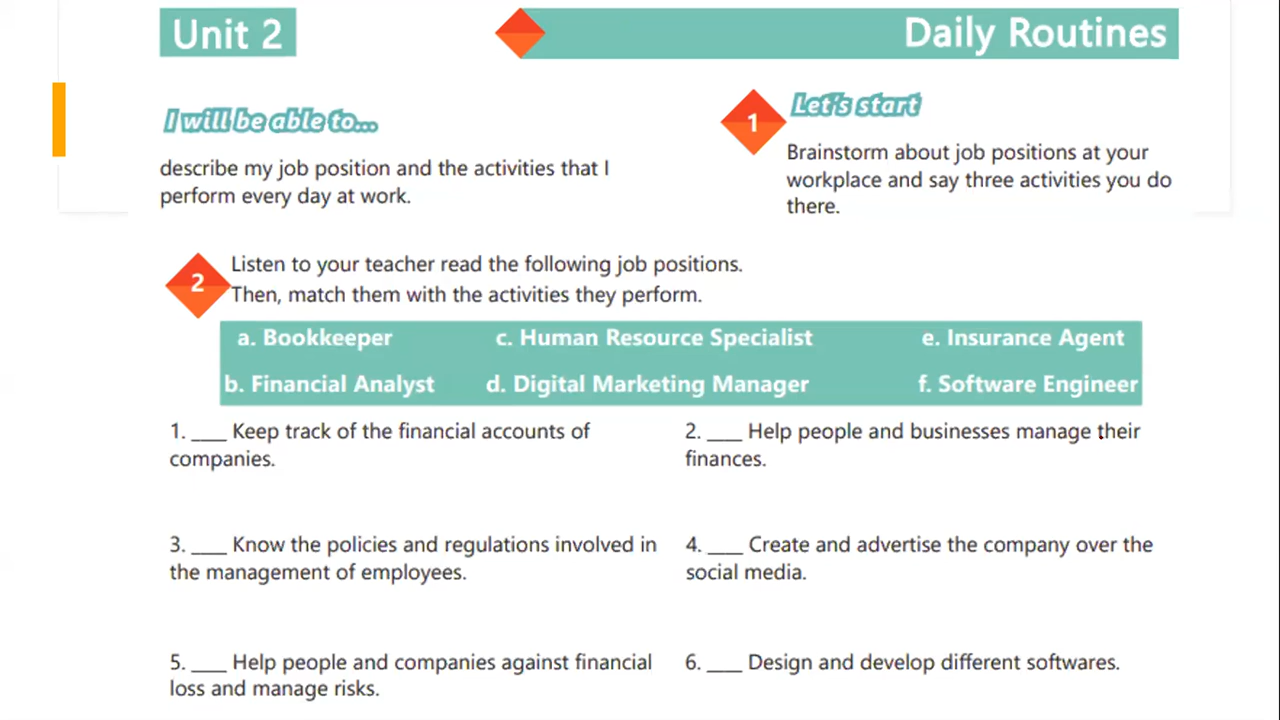 Unit 2
Daily Routines
I will be able to...
describe my job position and the activities that I
perform every day at work.
1
Let's start
Brainstorm about job positions at your
workplace and say three activities you do
there.
2
Listen to your teacher read the following job positions.
Then, match them with the activities they perform.
a. Bookkeeper
c. Human Resource Specialist
e. Insurance Agent
b. Financial Analyst
d. Digital Marketing Manager
f. Software Engineer
1. ___ Keep track of the financial accounts of
companies.
2. ___ Help people and businesses manage their
finances.
3. ___ Know the policies and regulations involved in
the management of employees.
4. ___ Create and advertise the company over the
social media.
5. ___ Help people and companies against financial
loss and manage risks.
6. ___ Design and develop different softwares.